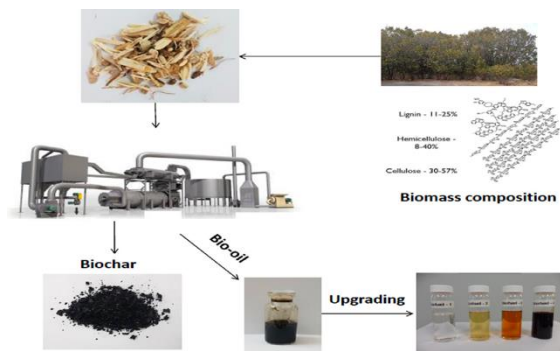 Lignin - 11-25%
Hemicellulose -
8-40%
Cellulose - 30-57%
Biomass composition
Bio-oil
Biochar
Upgrading